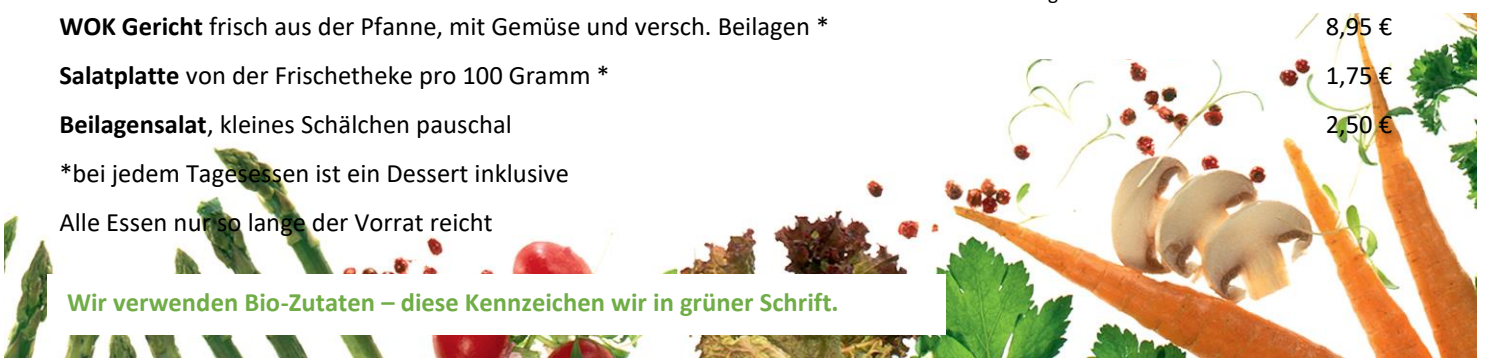 WOK Gericht frisch aus der Pfanne, mit Gemüse und versch. Beilagen * 8,95 €
Salatplatte von der Frischetheke pro 100 Gramm * 1,75 €
Beilagensalat, kleines Schälchen pauschal 2,50 €
*bei jedem Tagesessen ist ein Dessert inklusive
Alle Essen nur so lange der Vorrat reicht
Wir verwenden Bio-Zutaten – diese Kennzeichen wir in grüner Schrift.